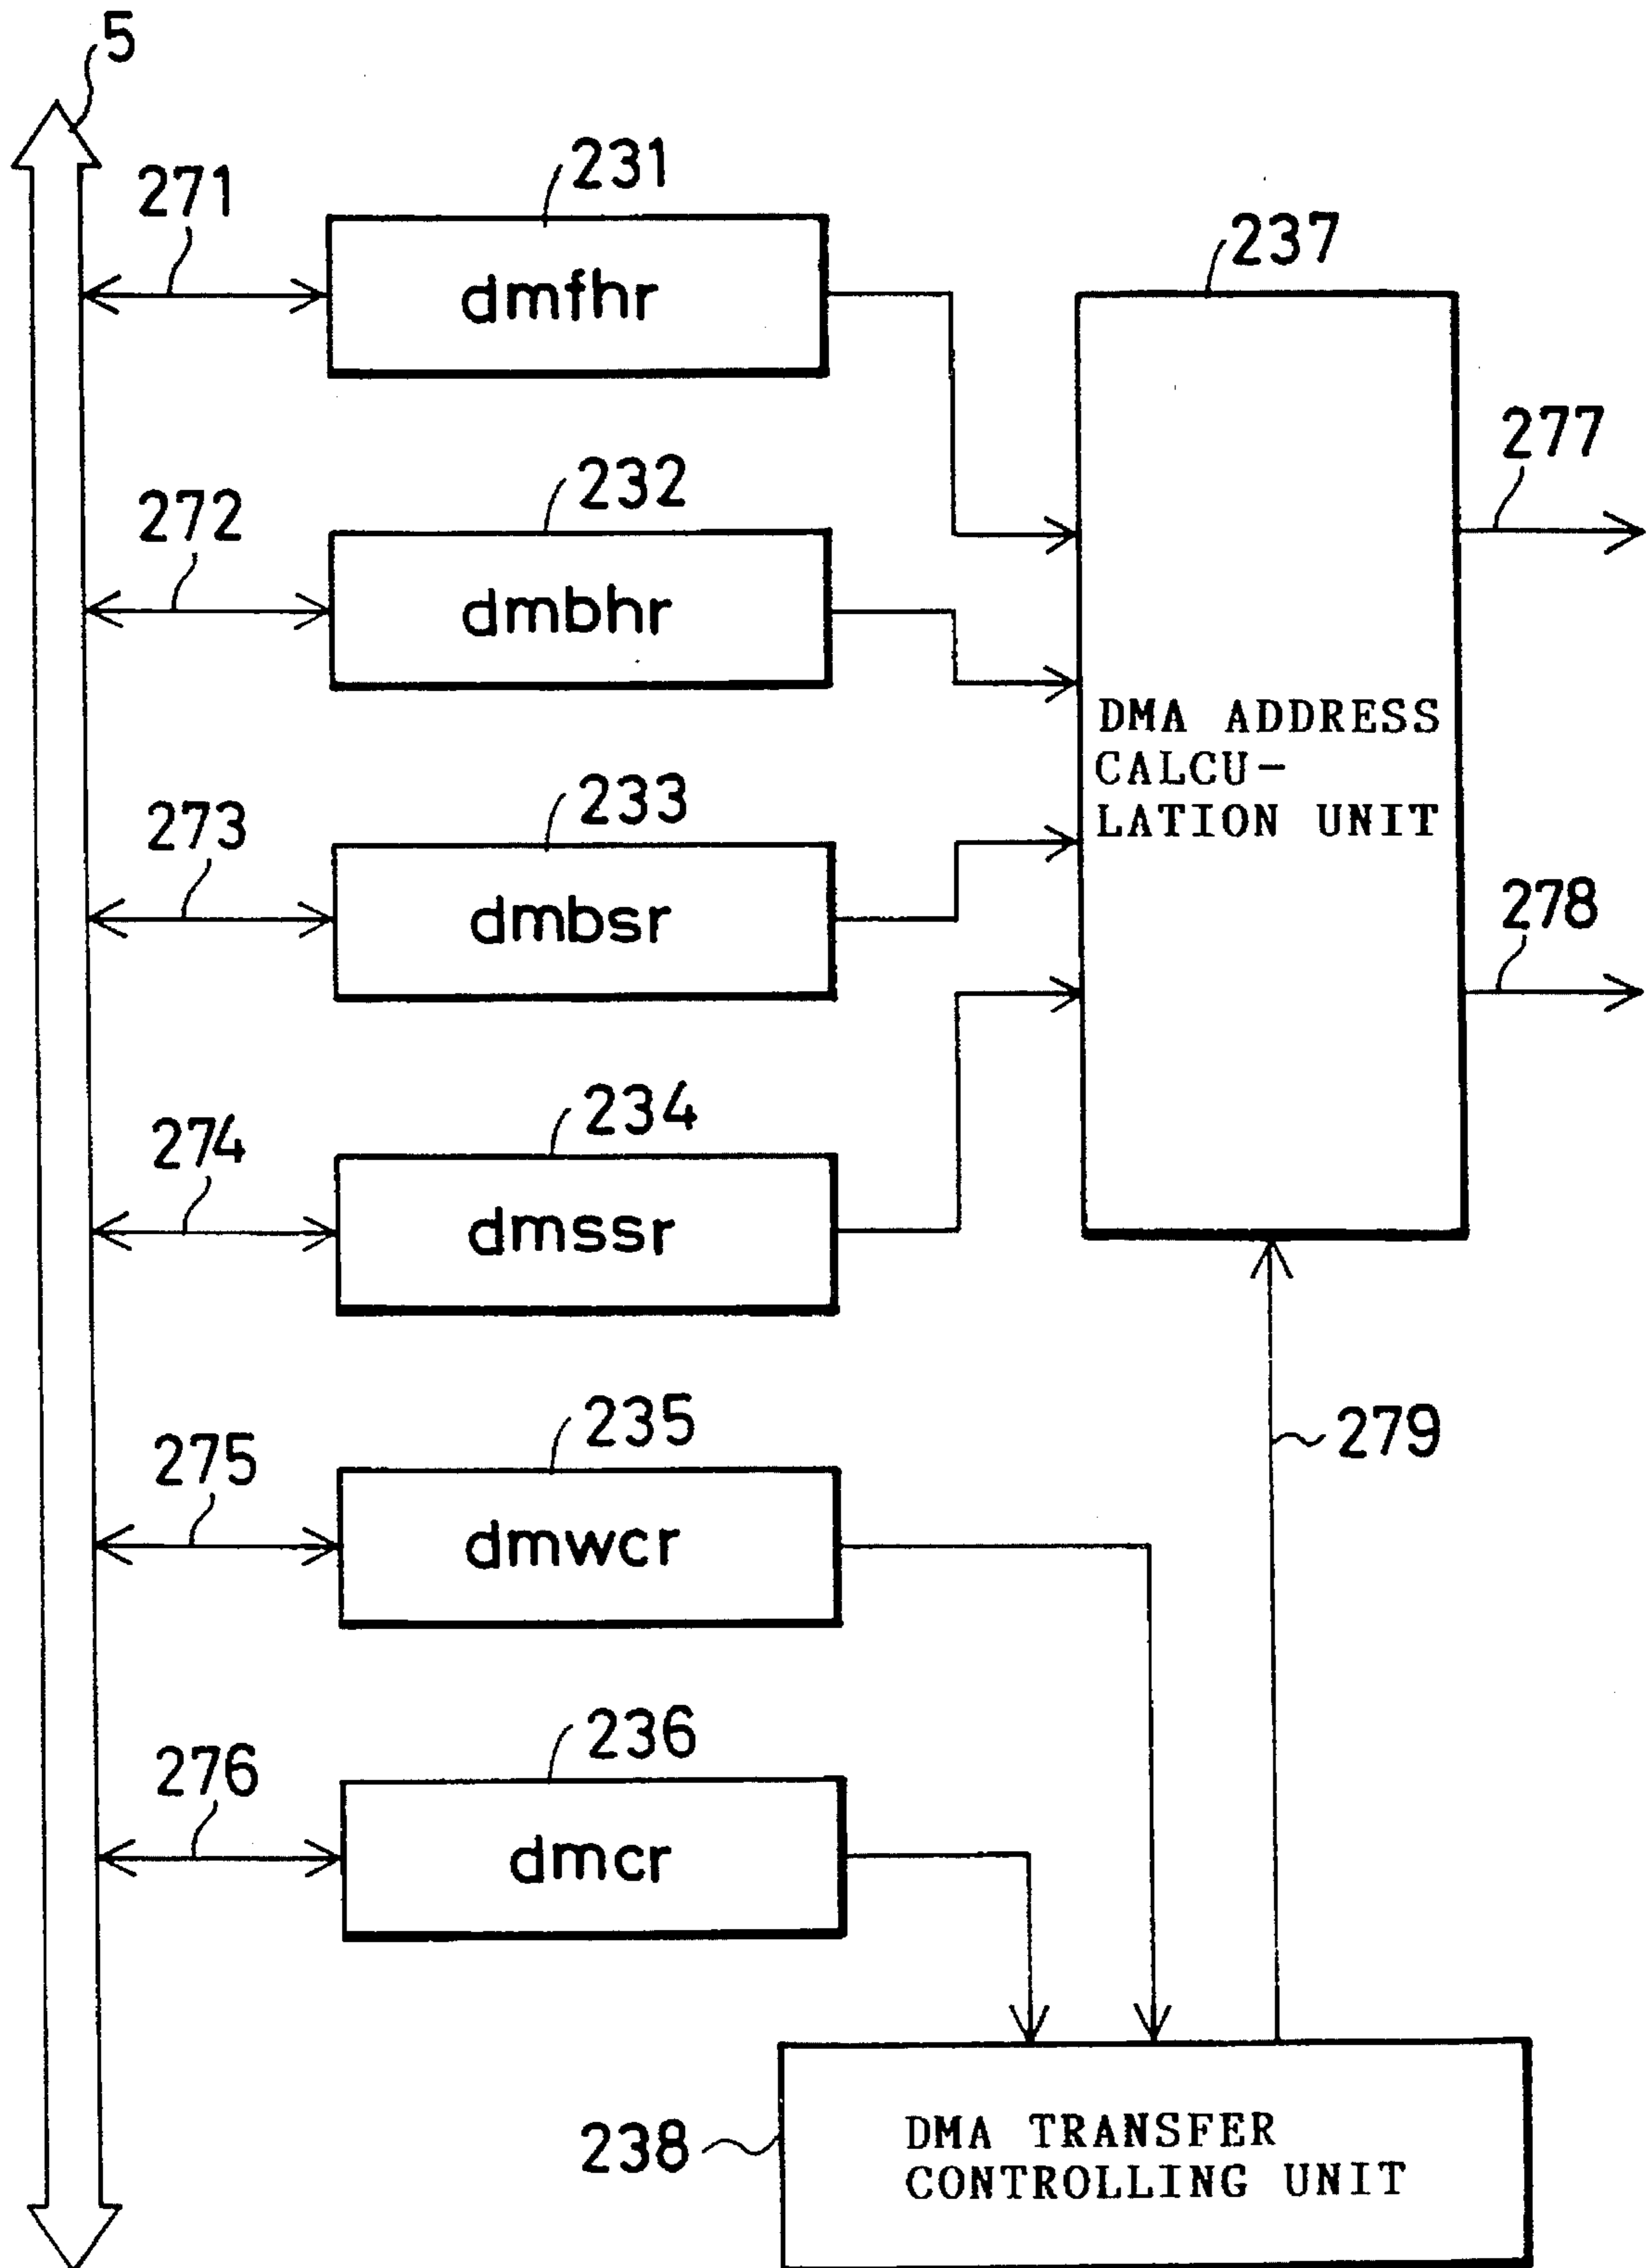 5
271
231
dmfhr
237
277
272
232
dmbhr
DMA ADDRESS
CALCU-
LATION UNIT
273
233
dmbsr
278
274
234
dmssr
275
235
dmwcr
279
276
236
dmcr
238
DMA TRANSFER
CONTROLLING UNIT